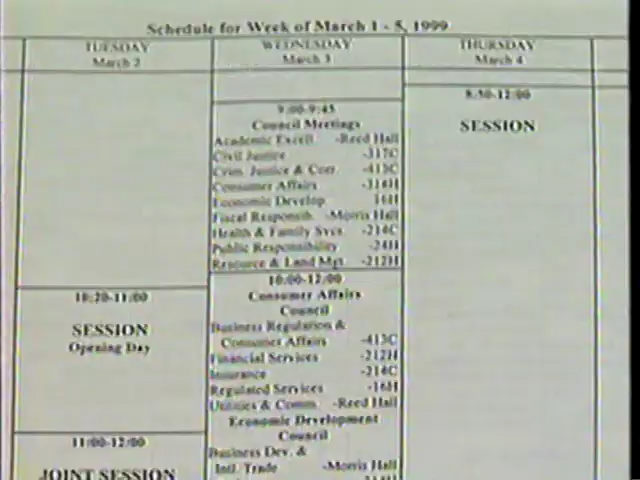 Schedule for Week of March 1 - 5, 1999
TUESDAY
March 2
10:20-11:00
SESSION
Opening Day
11:00-12:00
JOINT SESSION
WEDNESDAY
March 3
9:00-9:45
Council Meetings
Academic Excell -Reed Hall
Civil Justice -317C
Crim. Justice & Corr. -413C
Consumer Affairs -314H
Economic Develop 16H
Fiscal Responsib. -Morris Hall
Health & Family Svcs. -214C
Public Responsibility -24H
Resource & Land Mgt. -212H
10:00-12:00
Consumer Affairs
Council
Business Regulation &
Consumer Affairs -413C
Financial Services -212H
Insurance -214C
Regulated Services -16H
Utilities & Comm. -Reed Hall
Economic Development
Council
Business Dev. &
Intl. Trade -Morris Hall
THURSDAY
March 4
8:50-12:00
SESSION